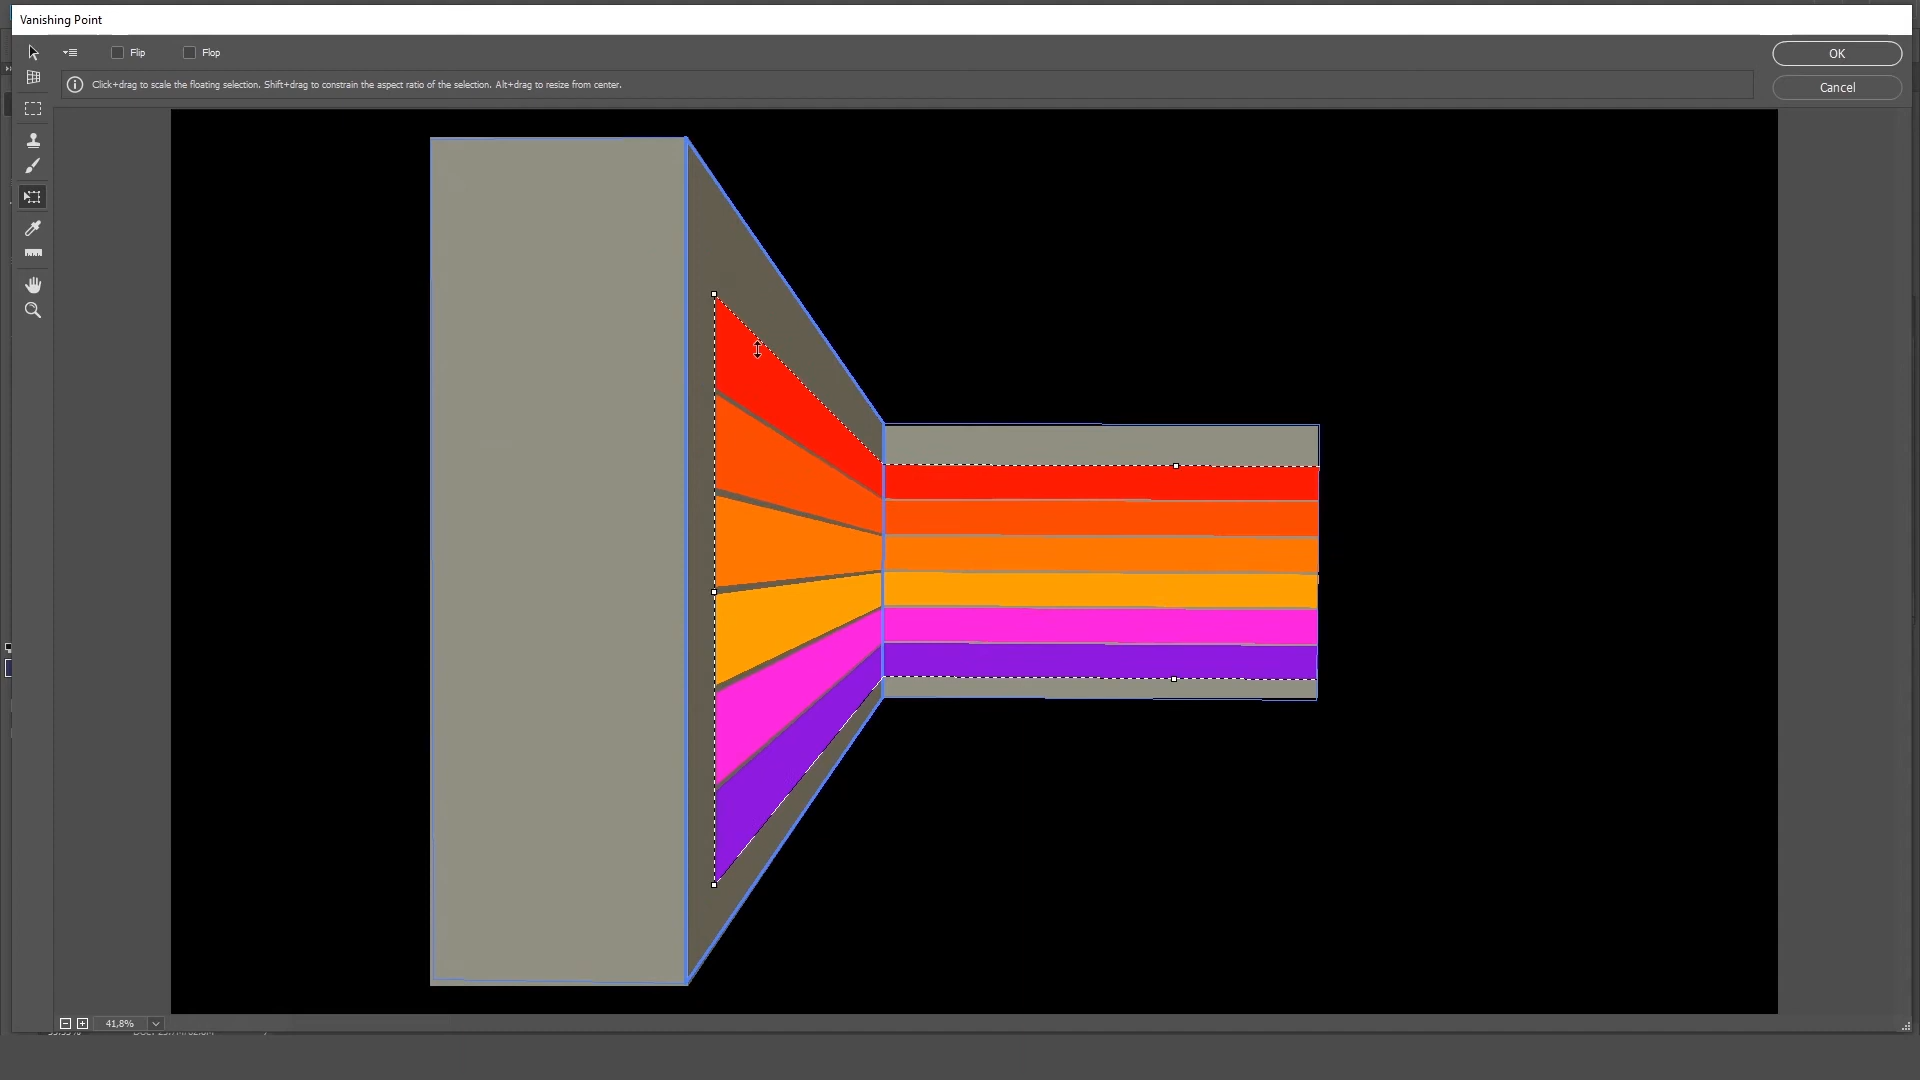 Vanishing Point
Flip
Flop
OK
Click+drag to scale the floating selection. Shift+drag to constrain the aspect ratio of the selection. Alt+drag to resize from center.
Cancel
41,8%